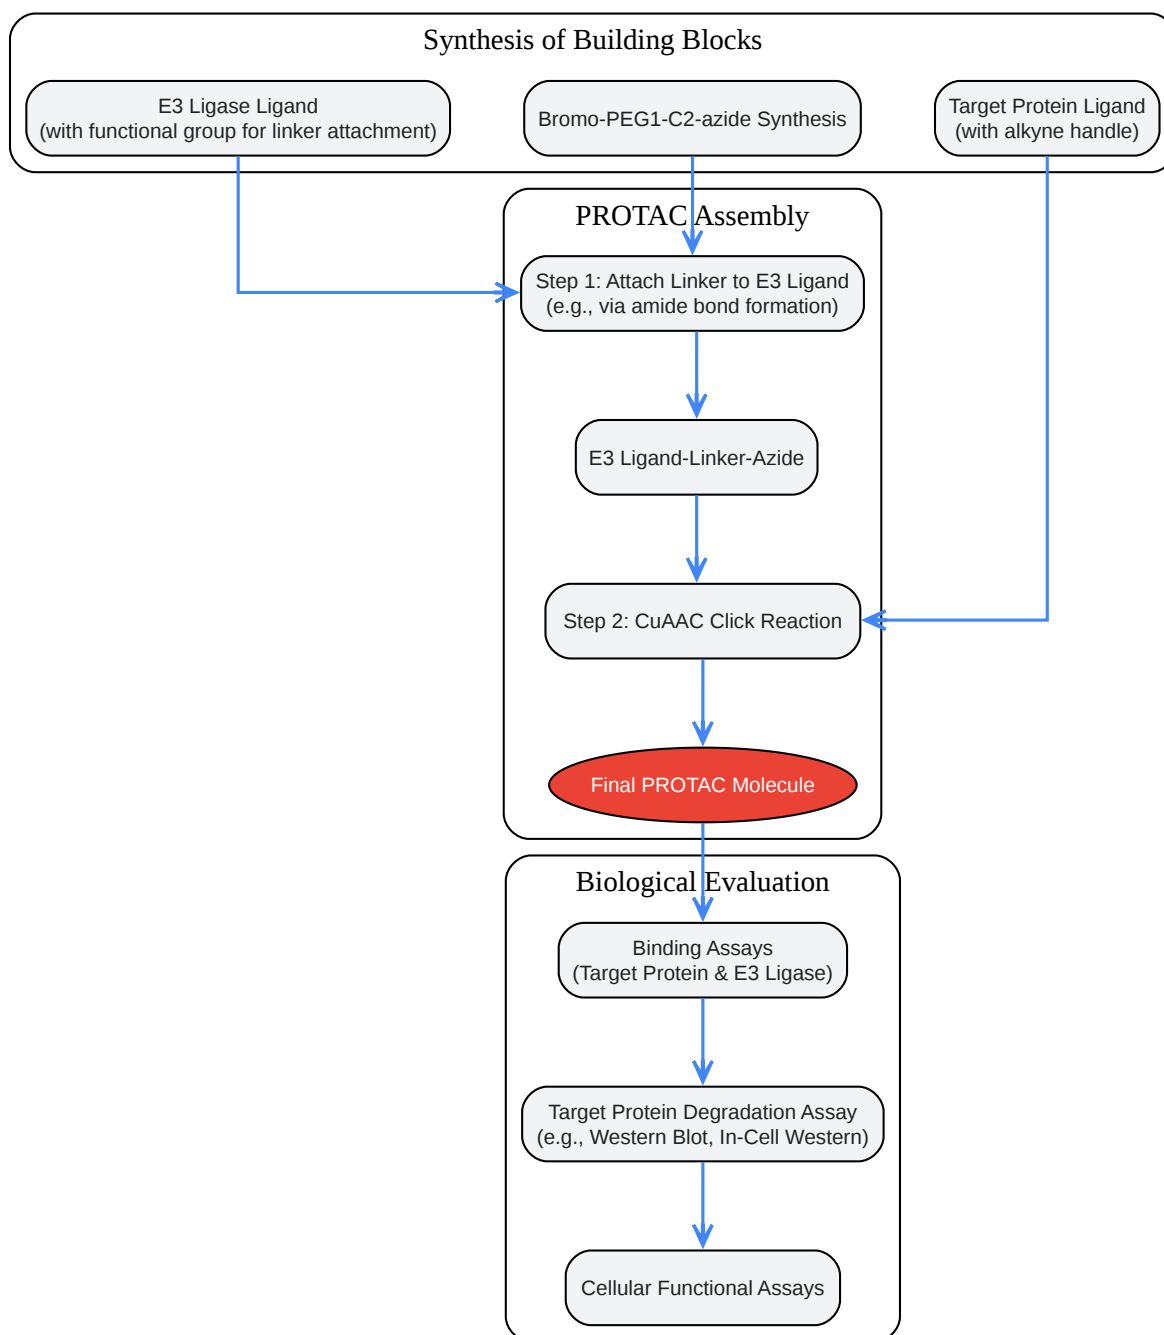 Synthesis of Building Blocks
E3 Ligase Ligand
(with functional group for linker attachment)
Bromo-PEG1-C2-azide Synthesis
Target Protein Ligand
(with alkyne handle)
PROTAC Assembly
Step 1: Attach Linker to E3 Ligand
(e.g., via amide bond formation)
E3 Ligand-Linker-Azide
Step 2: CuAAC Click Reaction
Final PROTAC Molecule
Biological Evaluation
Binding Assays
(Target Protein & E3 Ligase)
Target Protein Degradation Assay
(e.g., Western Blot, In-Cell Western)
Cellular Functional Assays